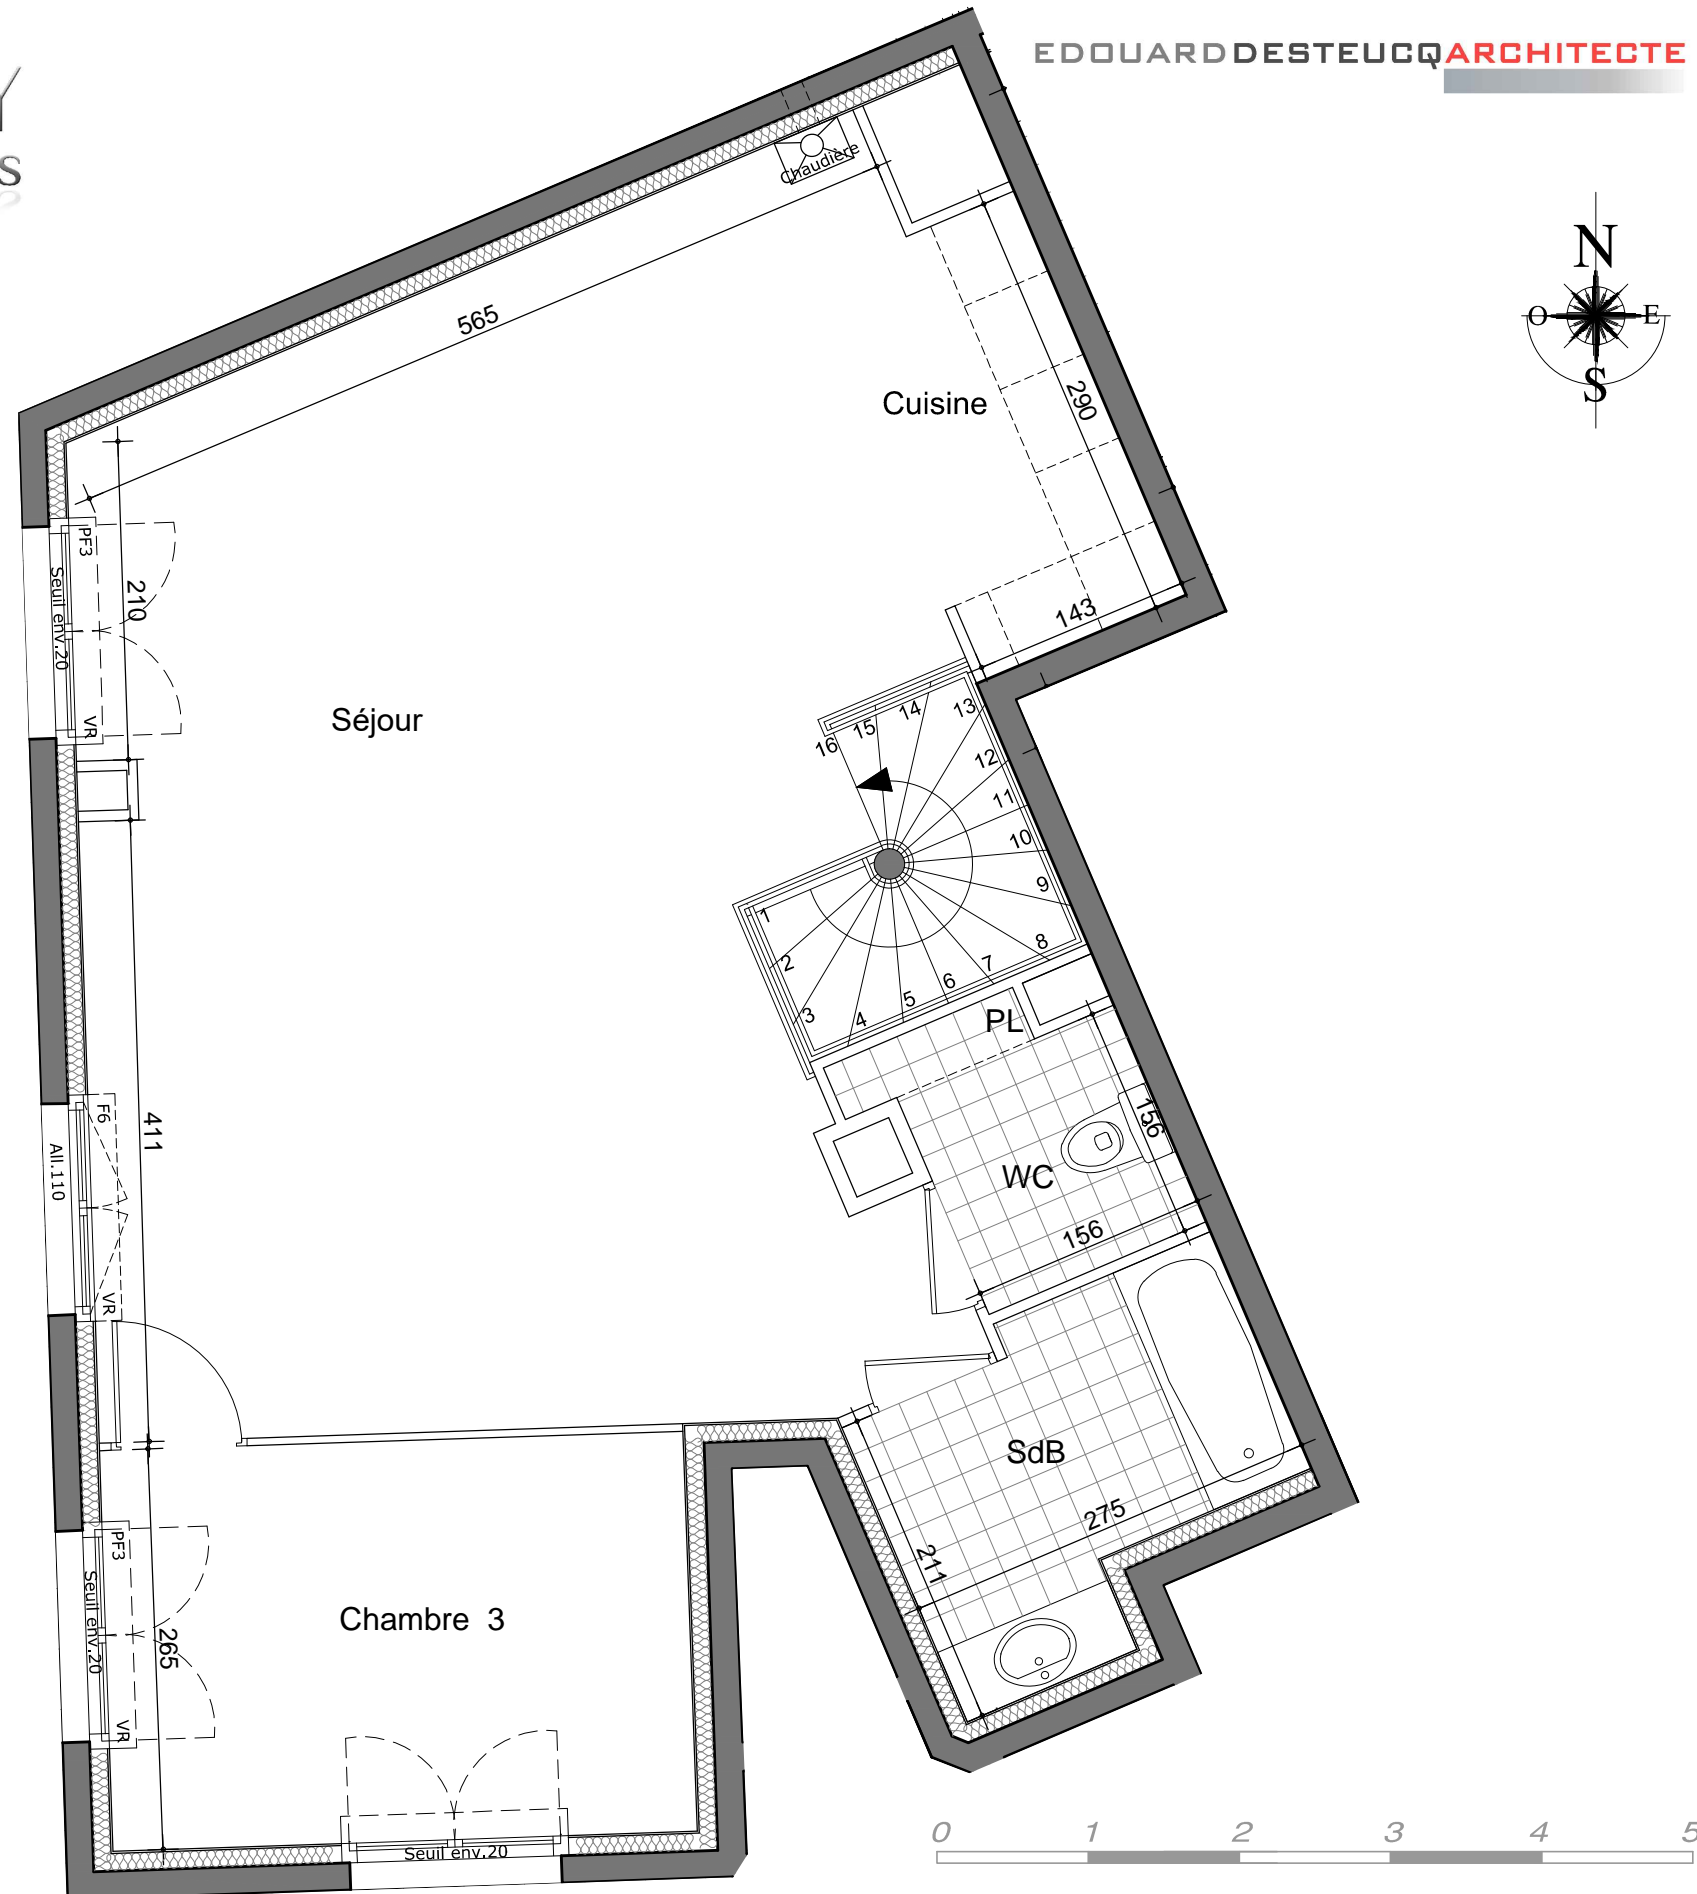 EDOUARDDESTEUCQARCHITECTE
Y
S
N
O E
S
Chaudière
565
Cuisine
290
143
PF3
Seuil env.20
VR
210
Séjour
16 15 14 13
12
11
10
9
8
7
6
5
4
3
2
1
PL
WC
156
156
F6
All.110
VR
411
SdB
275
211
PF3
Seuil env.20
VR
265
Chambre 3
Seuil env.20
0 1 2 3 4 5